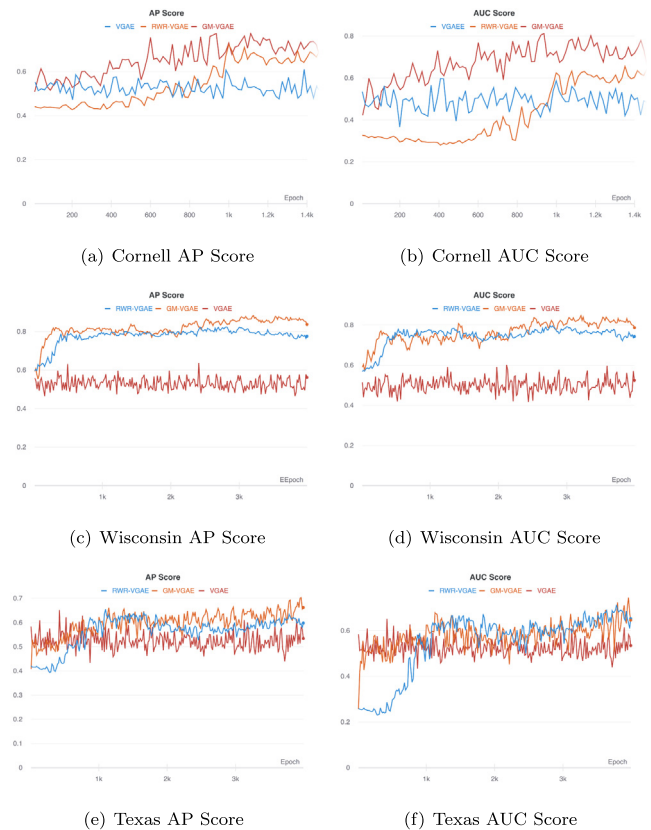 AP Score
VGAE RWR-VGAE GM-VGAE
0.6
0.4
0.2
0
Epoch
200 400 600 800 1k 1.2k 1.4k
(a) Cornell AP Score
AUC Score
VGAEE RWR-VGAE GM-VGAE
0.8
0.6
0.4
0.2
0
Epoch
200 400 600 800 1k 1.2k 1.4k
(b) Cornell AUC Score
AP Score
RWR-VGAE GM-VGAE VGAE
0.8
0.6
0.4
0.2
0
EEpoch
1k 2k 3k
(c) Wisconsin AP Score
AUC Score
RWR-VGAE GM-VGAE VGAE
0.8
0.6
0.4
0.2
0
Epoch
1k 2k 3k
(d) Wisconsin AUC Score
AP Score
RWR-VGAE GM-VGAE VGAE
0.7
0.6
0.5
0.4
0.3
0.2
0.1
0
Epoch
1k 2k 3k
(e) Texas AP Score
AUC Score
RWR-VGAE GM-VGAE VGAE
0.6
0.4
0.2
0
Epoch
1k 2k 3k
(f) Texas AUC Score